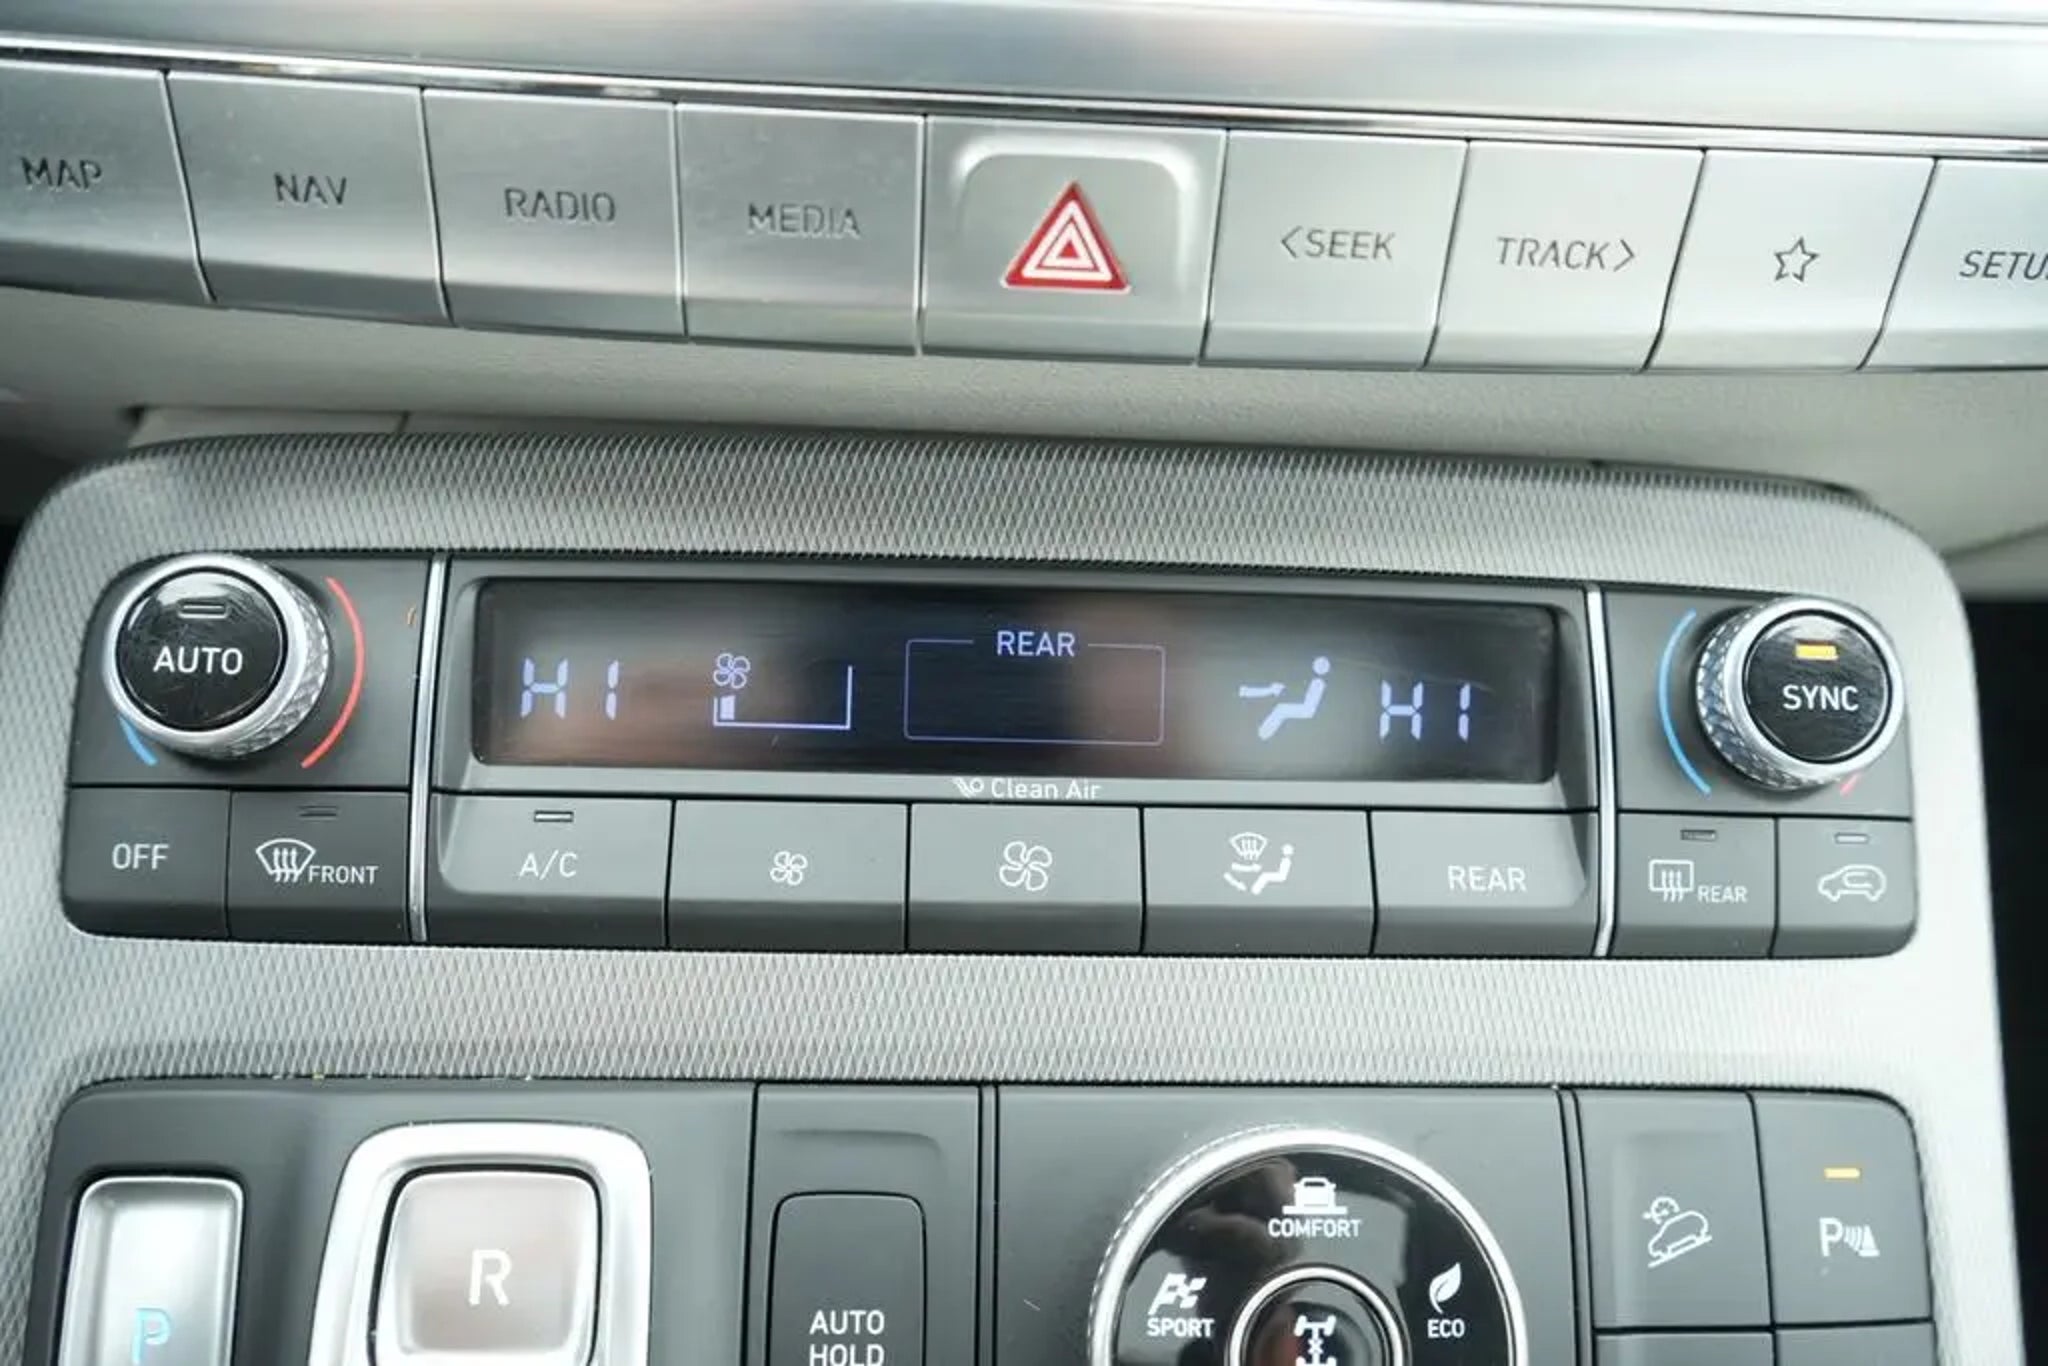 MAP
NAV
RADIO
MEDIA
<SEEK
TRACK>
SETU
AUTO
HI
REAR
HI
SYNC
Clean Air
OFF
FRONT
A/C
REAR
REAR
P
R
AUTO
HOLD
COMFORT
SPORT
ECO
P